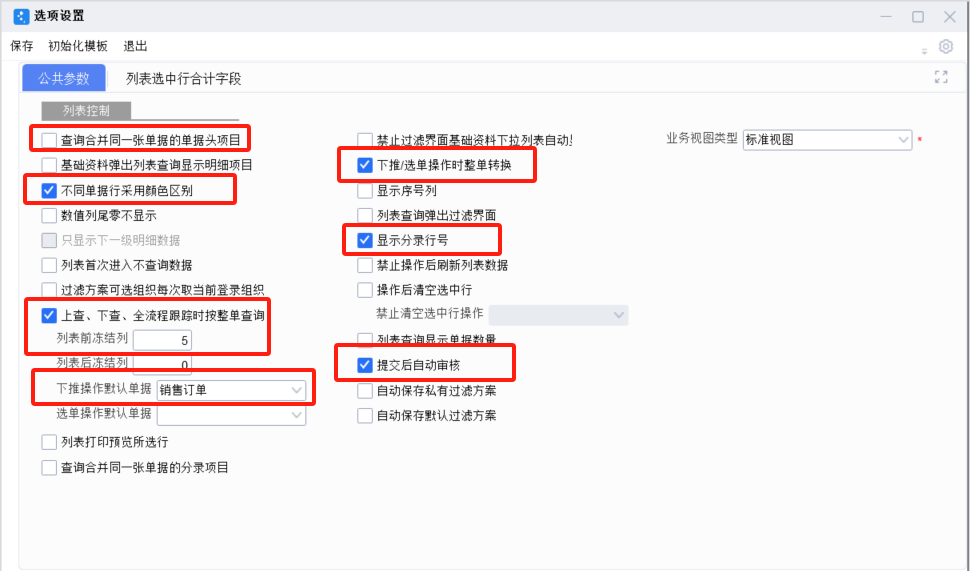 选项设置
保存 初始化模板 退出
公共参数 列表选中行合计字段
列表控制
查询合并同一张单据的单据头项目
基础资料弹出列表查询显示明细项目
不同单据行采用颜色区别
数值列尾零不显示
只显示下一级明细数据
列表首次进入不查询数据
过滤方案可选组织每次取当前登录组织
上查、下查、全流程跟踪时按整单查询
列表前冻结列 5
列表后冻结列 0
下推操作默认单据 销售订单
选单操作默认单据
列表打印预览所选行
查询合并同一张单据的分录项目
禁止过滤界面基础资料下拉列表自动
下推/选单操作时整单转换
显示序号列
列表查询弹出过滤界面
显示分录行号
禁止操作后刷新列表数据
操作后清空选中行
禁止清空选中行操作
列表查询显示单据数量
提交后自动审核
自动保存私有过滤方案
自动保存默认过滤方案
业务视图类型 标准视图 *